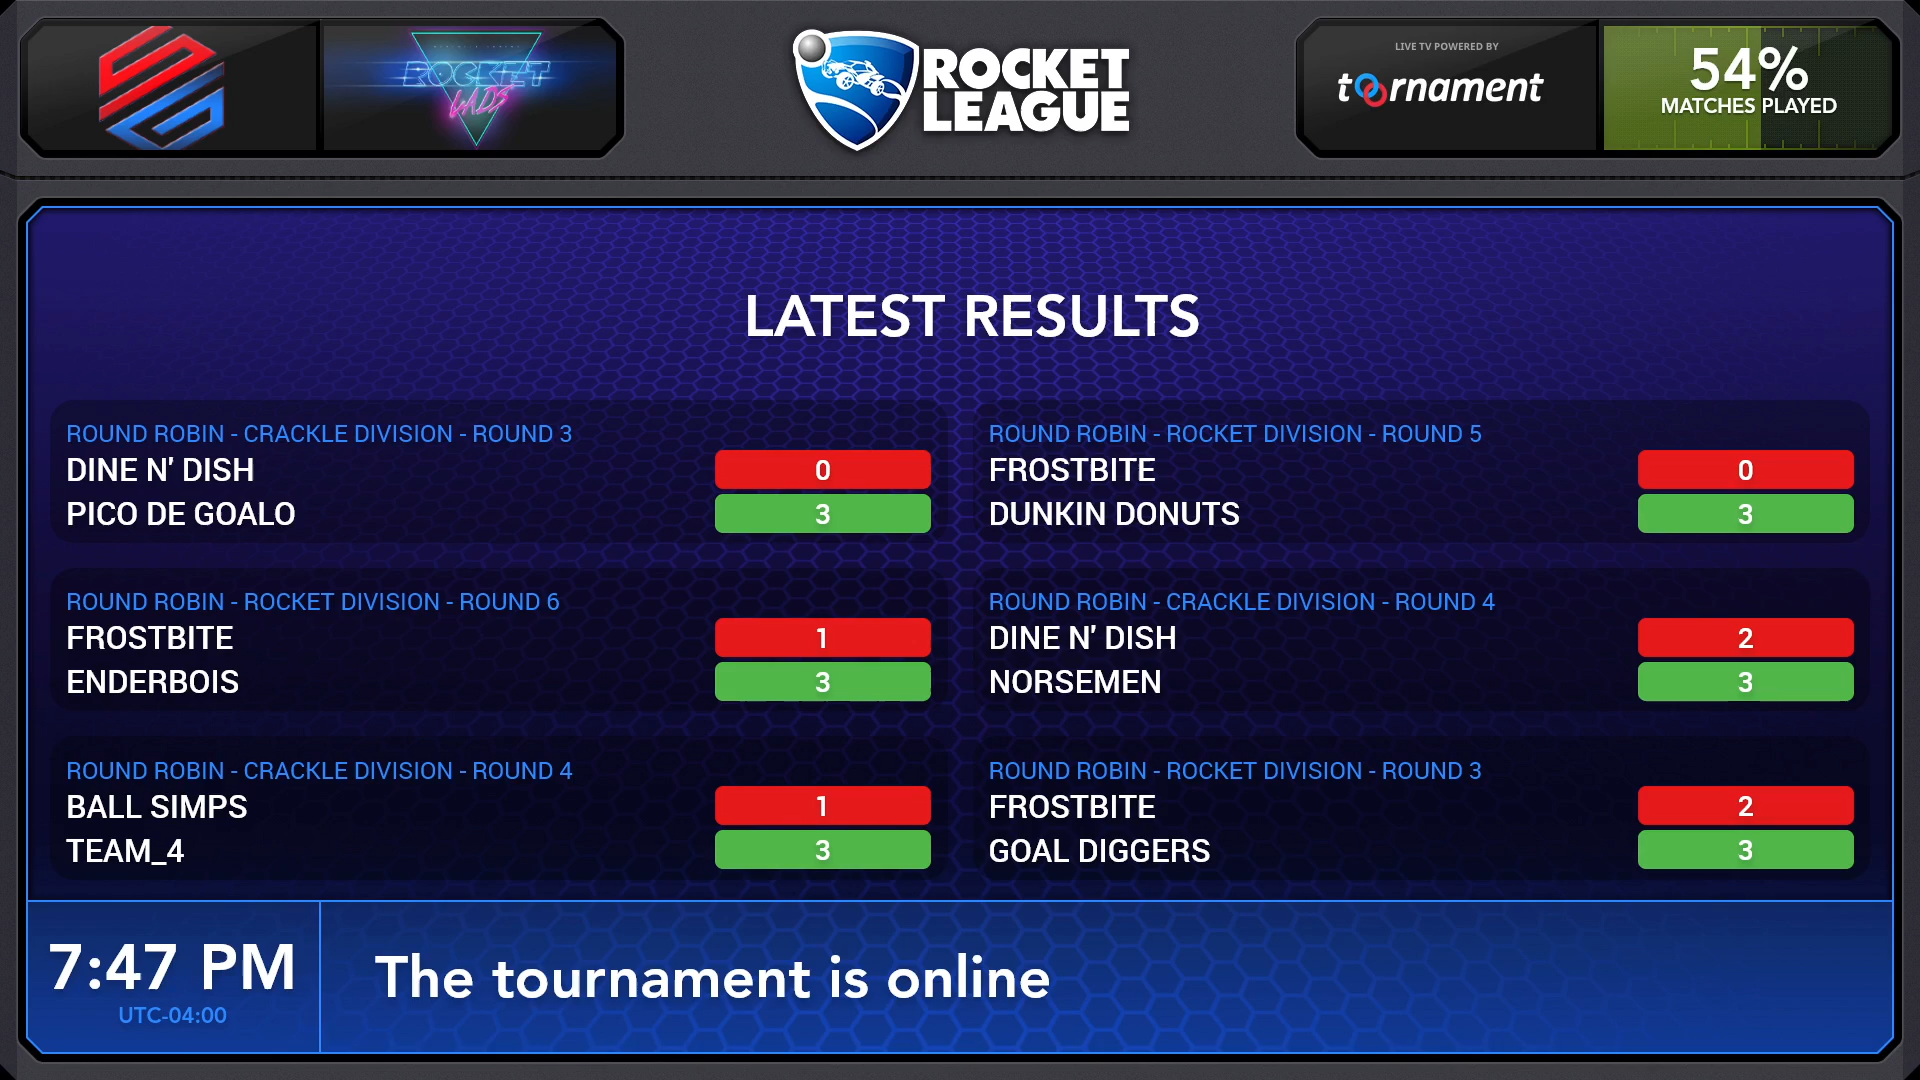 ROCKET
LADS
ROCKET
LEAGUE
LIVE TV POWERED BY
toornament
54%
MATCHES PLAYED
LATEST RESULTS
ROUND ROBIN - CRACKLE DIVISION - ROUND 3
DINE N' DISH 0
PICO DE GOALO 3
ROUND ROBIN - ROCKET DIVISION - ROUND 5
FROSTBITE 0
DUNKIN DONUTS 3
ROUND ROBIN - ROCKET DIVISION - ROUND 6
FROSTBITE 1
ENDERBOIS 3
ROUND ROBIN - CRACKLE DIVISION - ROUND 4
DINE N' DISH 2
NORSEMEN 3
ROUND ROBIN - CRACKLE DIVISION - ROUND 4
BALL SIMPS 1
TEAM_4 3
ROUND ROBIN - ROCKET DIVISION - ROUND 3
FROSTBITE 2
GOAL DIGGERS 3
7:47 PM
UTC-04:00
The tournament is online